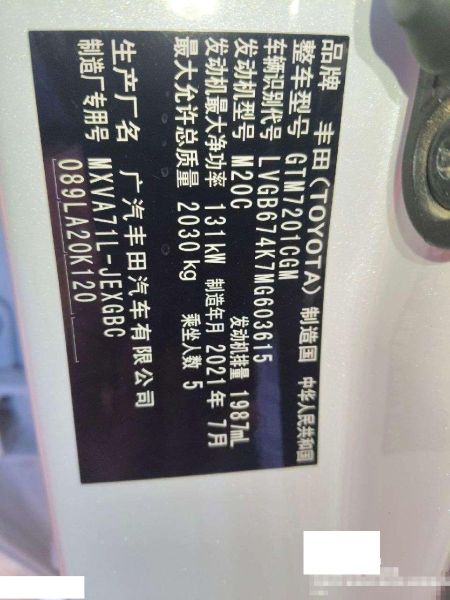 品牌 丰田(TOYOTA) 制造国 中华人民共和国
整车型号 GTM7201CGM
车辆识别代号 LVGB674K7MG603615
发动机型号 M20C 发动机排量 1987mL
发动机最大净功率 131kW 制造年月 2021年7月
最大允许总质量 2030kg 乘坐人数 5
生产厂名 广汽丰田汽车有限公司
制造厂专用号 MXVA71L-JEXGBC
089LA20K120